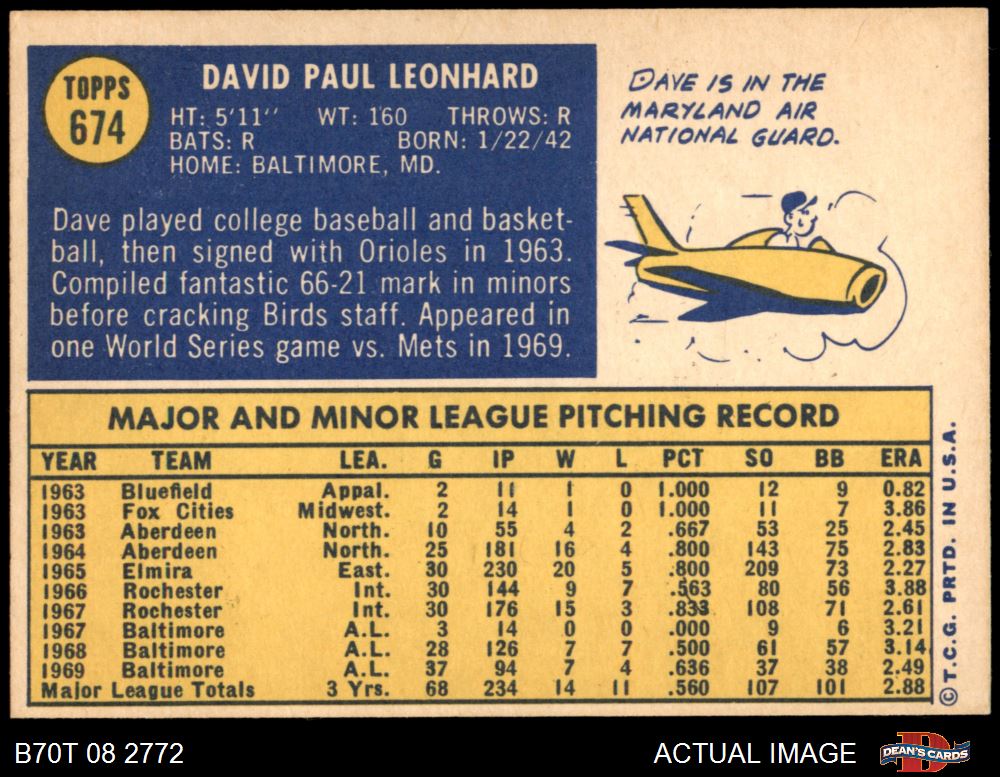 TOPPS
674
DAVID PAUL LEONHARD
HT: 5'11'' WT: 160 THROWS: R
BATS: R BORN: 1/22/42
HOME: BALTIMORE, MD.
Dave played college baseball and basket-
ball, then signed with Orioles in 1963.
Compiled fantastic 66-21 mark in minors
before cracking Birds staff. Appeared in
one World Series game vs. Mets in 1969.
DAVE IS IN THE
MARYLAND AIR
NATIONAL GUARD.
MAJOR AND MINOR LEAGUE PITCHING RECORD
YEAR TEAM LEA. G IP W L PCT SO BB ERA
1963 Bluefield Appal. 2 11 1 0 1.000 12 9 0.82
1963 Fox Cities Midwest. 2 14 1 0 1.000 11 7 3.86
1963 Aberdeen North. 10 55 4 2 .667 53 25 2.45
1964 Aberdeen North. 25 181 16 4 .800 143 75 2.83
1965 Elmira East. 30 230 20 5 .800 209 73 2.27
1966 Rochester Int. 30 144 9 7 .563 80 56 3.88
1967 Rochester Int. 30 176 15 3 .833 108 71 2.61
1967 Baltimore A.L. 3 14 0 0 .000 9 6 3.21
1968 Baltimore A.L. 28 126 7 7 .500 61 57 3.14
1969 Baltimore A.L. 37 94 7 4 .636 37 38 2.49
Major League Totals 3 Yrs. 68 234 14 11 .560 107 101 2.88
© T.C.G. PRTD. IN U.S.A.
B70T 08 2772
ACTUAL IMAGE
DEAN'S CARDS